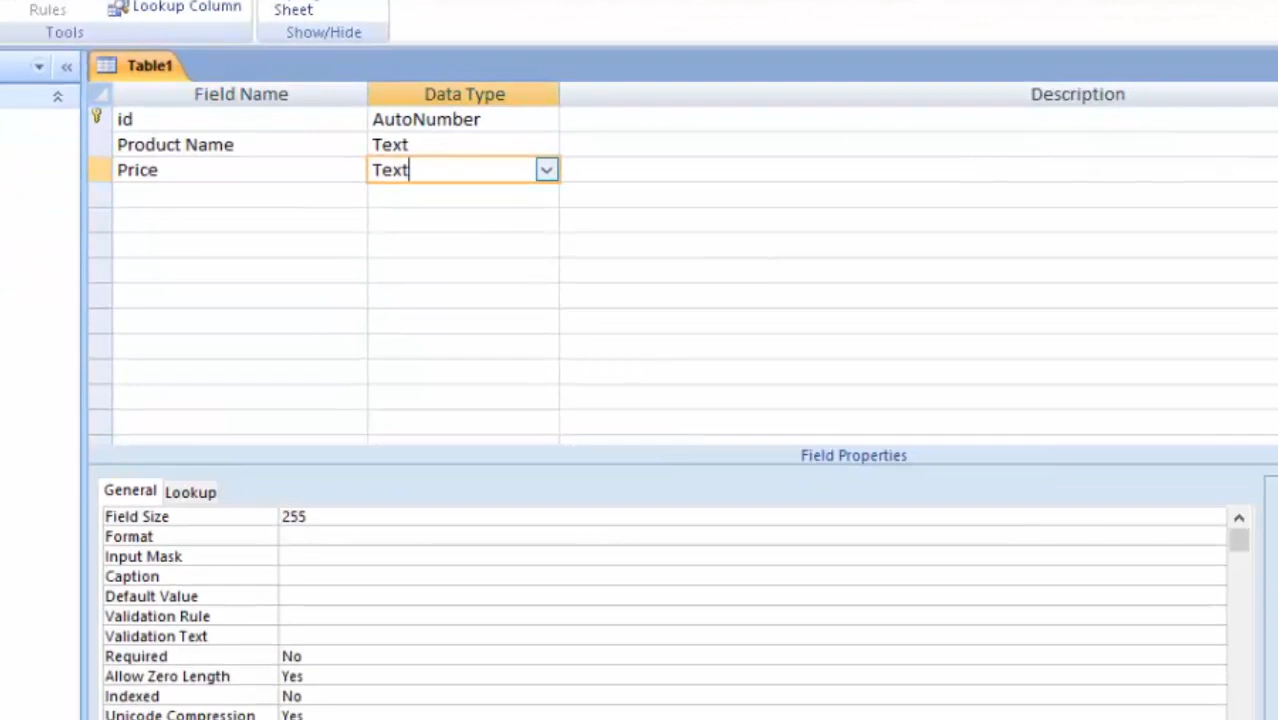 Rules
Lookup Column
Sheet
Tools
Show/Hide
Table1
Field Name Data Type Description
id AutoNumber
Product Name Text
Price Text
Field Properties
General Lookup
Field Size 255
Format
Input Mask
Caption
Default Value
Validation Rule
Validation Text
Required No
Allow Zero Length Yes
Indexed No
Unicode Compression Yes